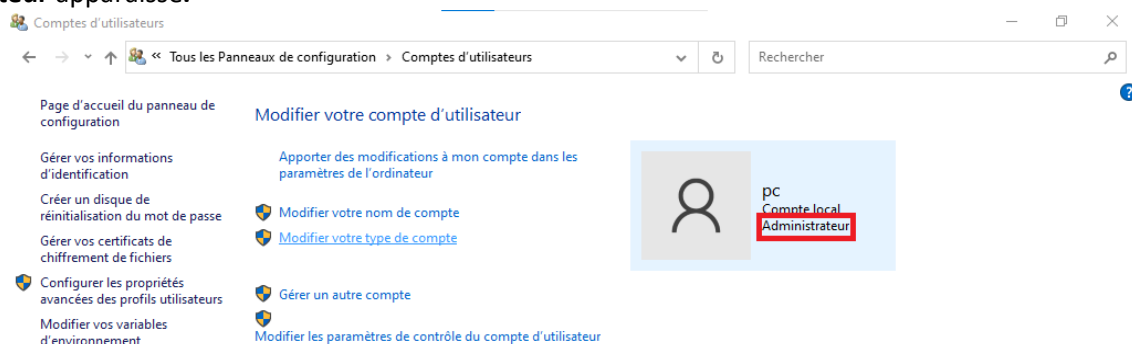 apparaisse.
Comptes d'utilisateurs
« Tous les Panneaux de configuration > Comptes d'utilisateurs
Rechercher
Page d'accueil du panneau de
configuration
Gérer vos informations
d'identification
Créer un disque de
réinitialisation du mot de passe
Gérer vos certificats de
chiffrement de fichiers
Configurer les propriétés
avancées des profils utilisateurs
Modifier vos variables
d'environnement
Modifier votre compte d'utilisateur
Apporter des modifications à mon compte dans les
paramètres de l'ordinateur
Modifier votre nom de compte
Modifier votre type de compte
Gérer un autre compte
Modifier les paramètres de contrôle du compte d'utilisateur
pc
Compte local
Administrateur
?